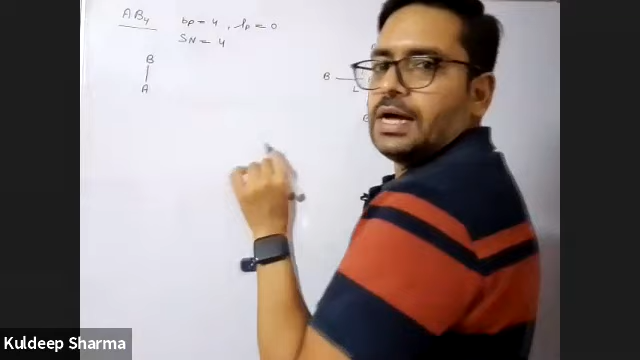 AB4 bp = 4, lp = 0
SN = 4
B
A
B
L
B
Kuldeep Sharma